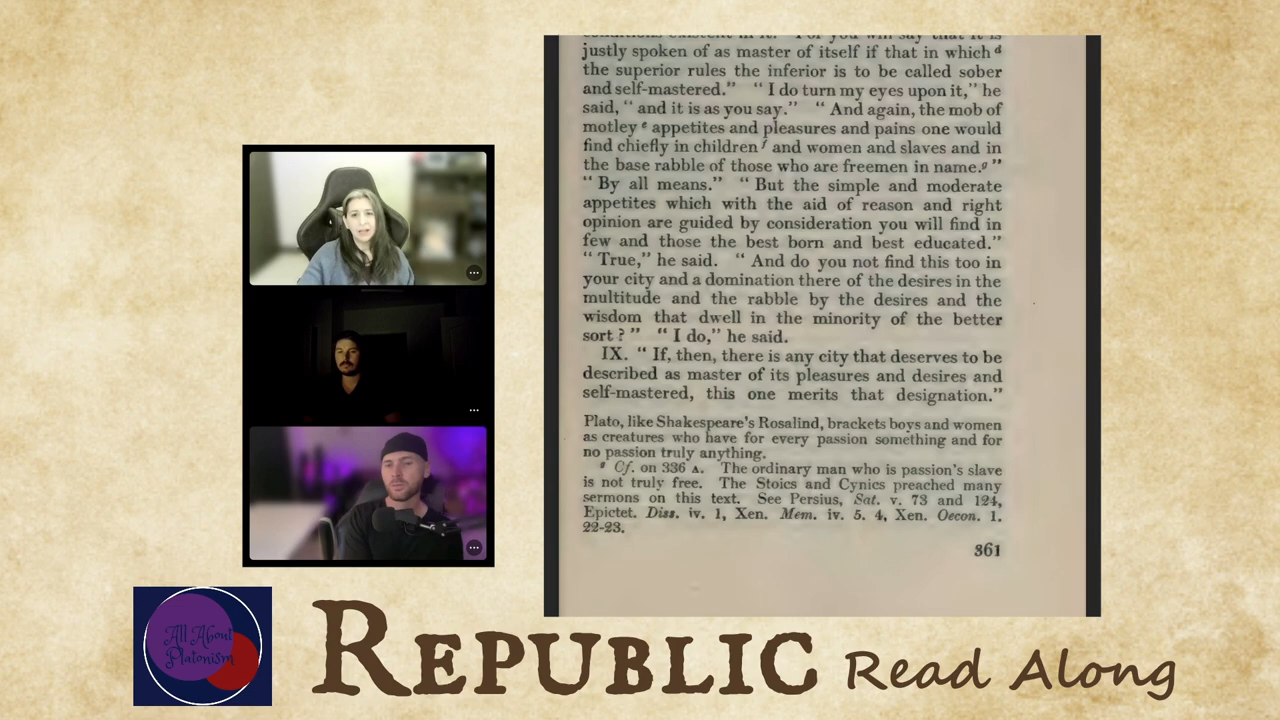 conditions existent in it. For you will say that it is
justly spoken of as master of itself if that in which d
the superior rules the inferior is to be called sober
and self-mastered.” “ I do turn my eyes upon it,” he
said, “ and it is as you say.” “ And again, the mob of
motley e appetites and pleasures and pains one would
find chiefly in children f and women and slaves and in
the base rabble of those who are freemen in name.g ”
“ By all means.” “ But the simple and moderate
appetites which with the aid of reason and right
opinion are guided by consideration you will find in
few and those the best born and best educated.”
“ True,” he said. “ And do you not find this too in
your city and a domination there of the desires in the
multitude and the rabble by the desires and the
wisdom that dwell in the minority of the better
sort ? ” “ I do,” he said.
IX. “ If, then, there is any city that deserves to be
described as master of its pleasures and desires and
self-mastered, this one merits that designation.”
Plato, like Shakespeare’s Rosalind, brackets boys and women
as creatures who have for every passion something and for
no passion truly anything.
g Cf. on 336 A. The ordinary man who is passion’s slave
is not truly free. The Stoics and Cynics preached many
sermons on this text. See Persius, Sat. v. 73 and 124,
Epictet. Diss. iv. 1, Xen. Mem. iv. 5. 4, Xen. Oecon. 1.
22-23.
361
All About
Platonism
REPUBLIC Read Along